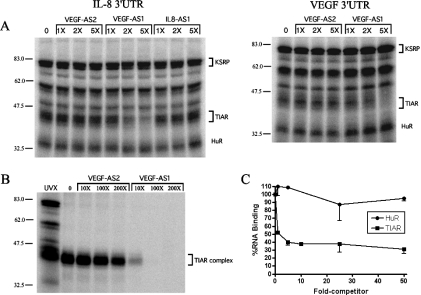 IL-8 3'UTR
VEGF 3'UTR
A
VEGF-AS2 VEGF-AS1 IL8-AS1
0 1X 2X 5X 1X 2X 5X 1X 2X 5X
83.0
62.0
47.5
32.5
KSRP
TIAR
HuR
VEGF-AS2 VEGF-AS1
0 1X 2X 5X 1X 2X 5X
83.0
62.0
47.5
32.5
KSRP
TIAR
HuR
B
VEGF-AS2 VEGF-AS1
UVX 0 10X 100X 200X 10X 100X 200X
83.0
62.0
47.5
32.5
TIAR complex
C
%RNA Binding
110
100
90
80
70
60
50
40
30
20
10
0
0 10 20 30 40 50
Fold-competitor
HuR
TIAR